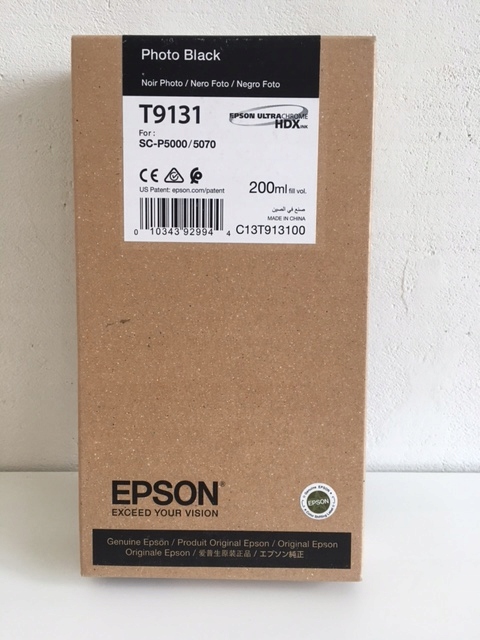 Photo Black
Noir Photo / Nero Foto / Negro Foto
T9131
EPSON ULTRACHROME
HDX INK
For :
SC-P5000/5070
CE
US Patent: epson.com/patent
200ml fill vol.
صنع في الصين
MADE IN CHINA
0 10343 92994 4
C13T913100
EPSON®
EXCEED YOUR VISION
EPSON
Genuine Epson / Produit Original Epson / Original Epson
Originale Epson / 爱普生原装正品 / エプソン純正